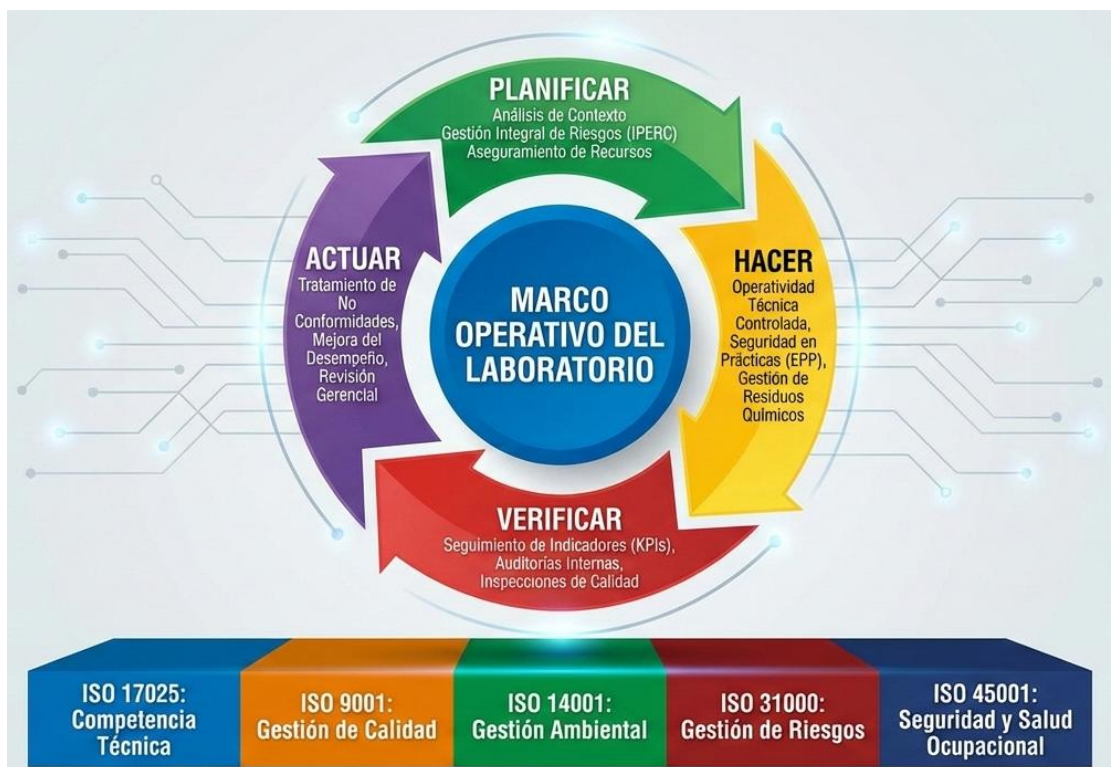 PLANIFICAR
Análisis de Contexto
Gestión Integral de Riesgos (IPERC)
Aseguramiento de Recursos
HACER
Operatividad
Técnica
Controlada,
Seguridad en
Prácticas (EPP),
Gestión de
Residuos
Químicos
VERIFICAR
Seguimiento de Indicadores (KPIs),
Auditorías Internas,
Inspecciones de Calidad
ACTUAR
Tratamiento de
No
Conformidades,
Mejora del
Desempeño,
Revisión
Gerencial
MARCO
OPERATIVO DEL
LABORATORIO
ISO 17025:
Competencia
Técnica
ISO 9001:
Gestión de Calidad
ISO 14001:
Gestión Ambiental
ISO 31000:
Gestión de Riesgos
ISO 45001:
Seguridad y Salud
Ocupacional